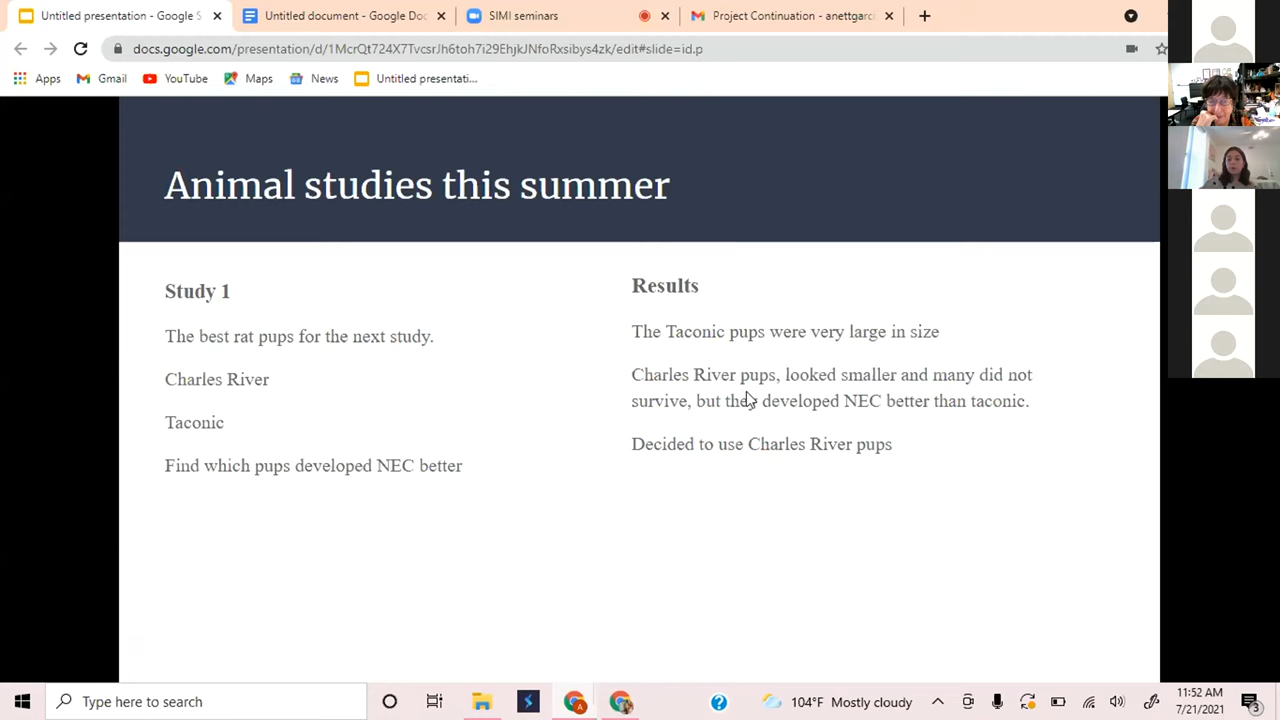 Untitled presentation - Google S
Untitled document - Google Doc
SIMI seminars
Project Continuation - anettgarc
docs.google.com/presentation/d/1McrQt724X7TvcsrJh6toh7i29EhjkJNfoRxsibys4zk/edit#slide=id.p
Apps
Gmail
YouTube
Maps
News
Untitled presentati...
Animal studies this summer
Study 1
The best rat pups for the next study.
Charles River
Taconic
Find which pups developed NEC better
Results
The Taconic pups were very large in size
Charles River pups, looked smaller and many did not
survive, but they developed NEC better than taconic.
Decided to use Charles River pups
Type here to search
104°F Mostly cloudy
11:52 AM
7/21/2021
3